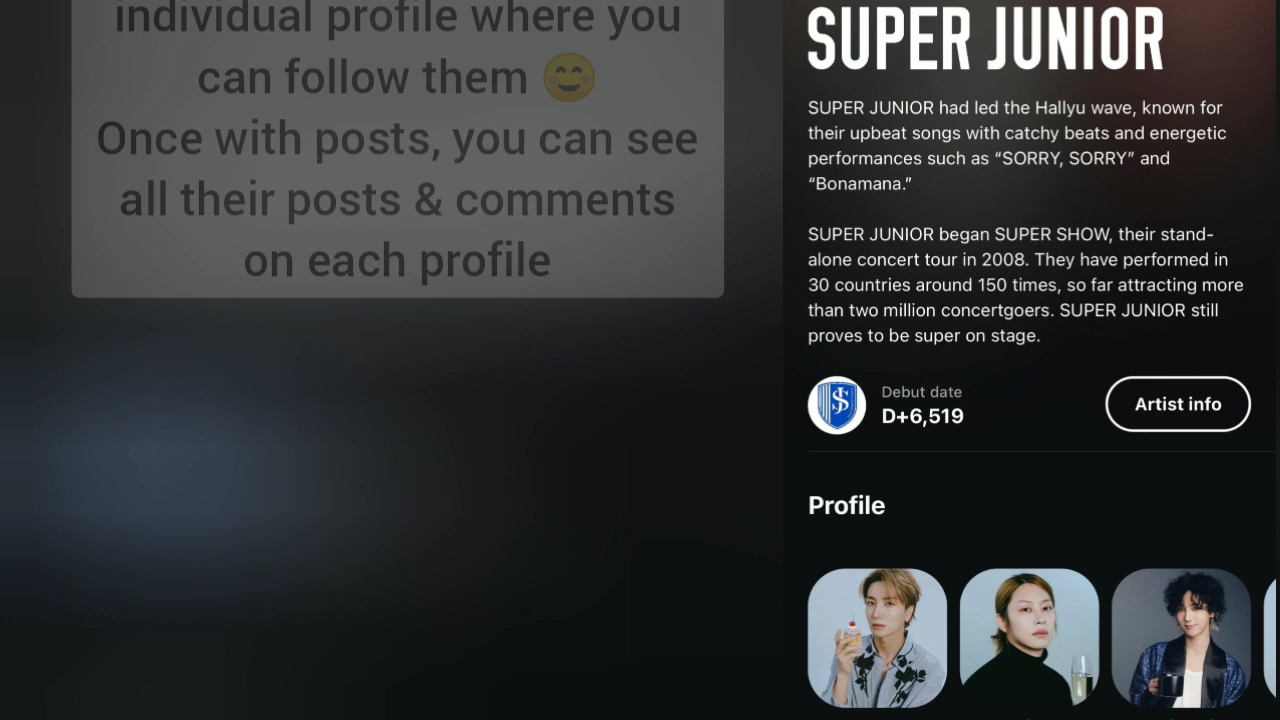 individual profile where you
can follow them 😊
Once with posts, you can see
all their posts & comments
on each profile
SUPER JUNIOR
SUPER JUNIOR had led the Hallyu wave, known for
their upbeat songs with catchy beats and energetic
performances such as “SORRY, SORRY” and
“Bonamana.”
SUPER JUNIOR began SUPER SHOW, their stand-
alone concert tour in 2008. They have performed in
30 countries around 150 times, so far attracting more
than two million concertgoers. SUPER JUNIOR still
proves to be super on stage.
SJ
Debut date
D+6,519
Artist info
Profile